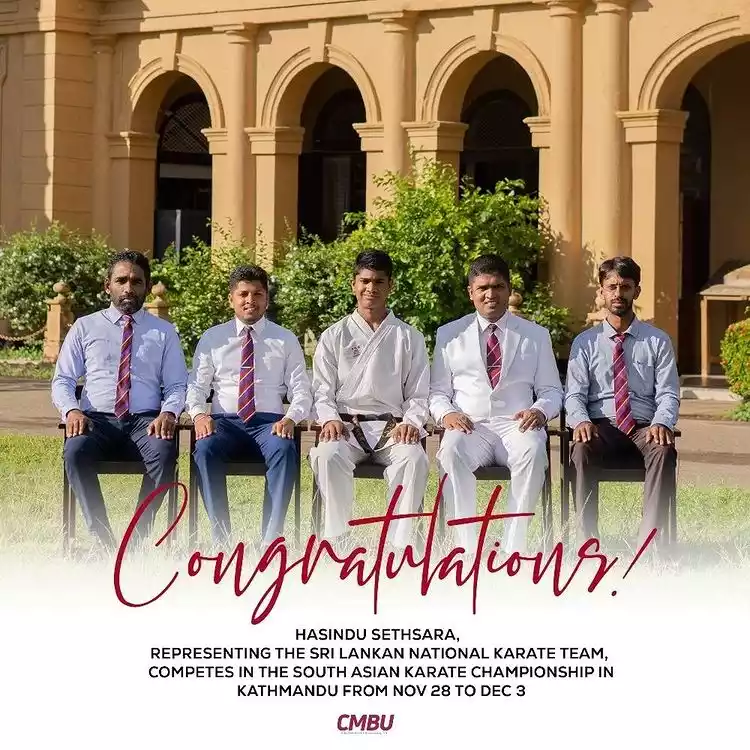 Congratulations!
HASINDU SETHSARA,
REPRESENTING THE SRI LANKAN NATIONAL KARATE TEAM,
COMPETES IN THE SOUTH ASIAN KARATE CHAMPIONSHIP IN
KATHMANDU FROM NOV 28 TO DEC 3
CMBU